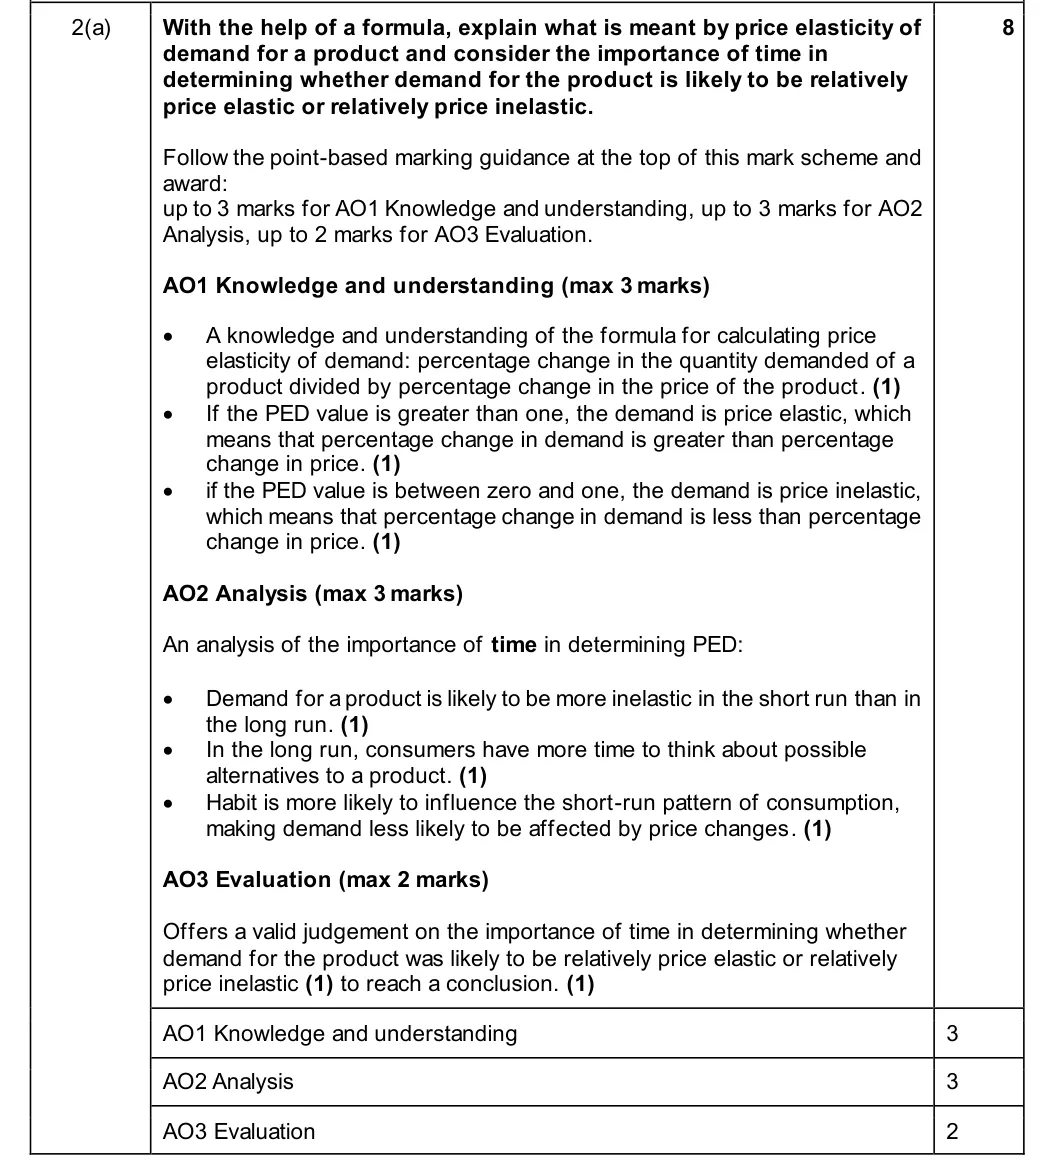 2(a)
With the help of a formula, explain what is meant by price elasticity of
demand for a product and consider the importance of time in
determining whether demand for the product is likely to be relatively
price elastic or relatively price inelastic.
8
Follow the point-based marking guidance at the top of this mark scheme and
award:
up to 3 marks for AO1 Knowledge and understanding, up to 3 marks for AO2
Analysis, up to 2 marks for AO3 Evaluation.
AO1 Knowledge and understanding (max 3 marks)
• A knowledge and understanding of the formula for calculating price
elasticity of demand: percentage change in the quantity demanded of a
product divided by percentage change in the price of the product. (1)
• If the PED value is greater than one, the demand is price elastic, which
means that percentage change in demand is greater than percentage
change in price. (1)
• if the PED value is between zero and one, the demand is price inelastic,
which means that percentage change in demand is less than percentage
change in price. (1)
AO2 Analysis (max 3 marks)
An analysis of the importance of time in determining PED:
• Demand for a product is likely to be more inelastic in the short run than in
the long run. (1)
• In the long run, consumers have more time to think about possible
alternatives to a product. (1)
• Habit is more likely to influence the short-run pattern of consumption,
making demand less likely to be affected by price changes. (1)
AO3 Evaluation (max 2 marks)
Offers a valid judgement on the importance of time in determining whether
demand for the product was likely to be relatively price elastic or relatively
price inelastic (1) to reach a conclusion. (1)
AO1 Knowledge and understanding 3
AO2 Analysis 3
AO3 Evaluation 2